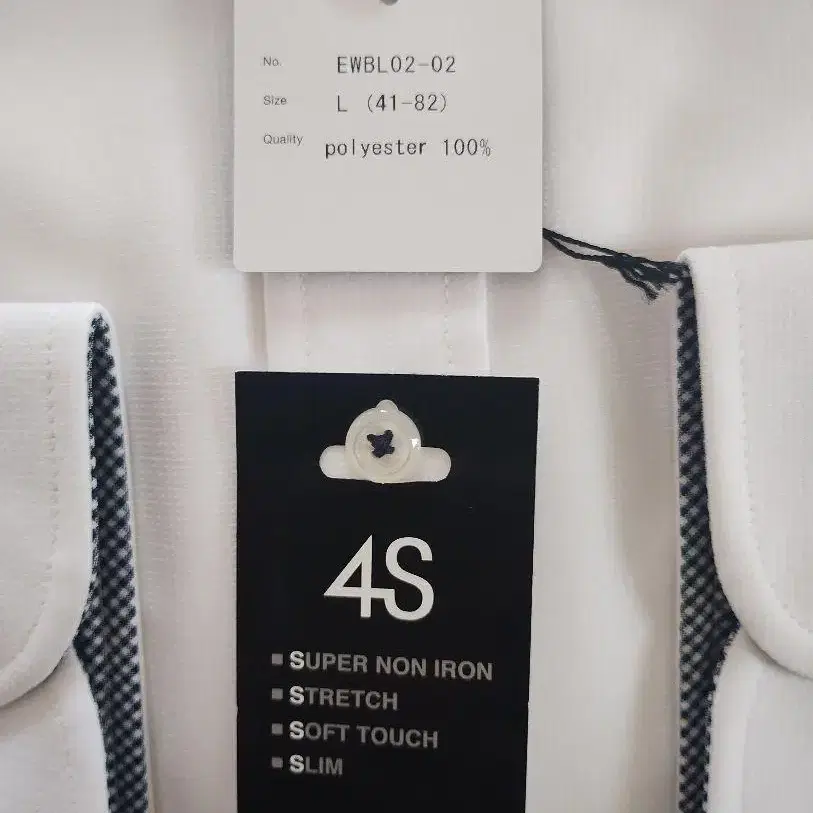 No. EWBL02-02
Size L (41-82)
Quality polyester 100%
4S
SUPER NON IRON
STRETCH
SOFT TOUCH
SLIM